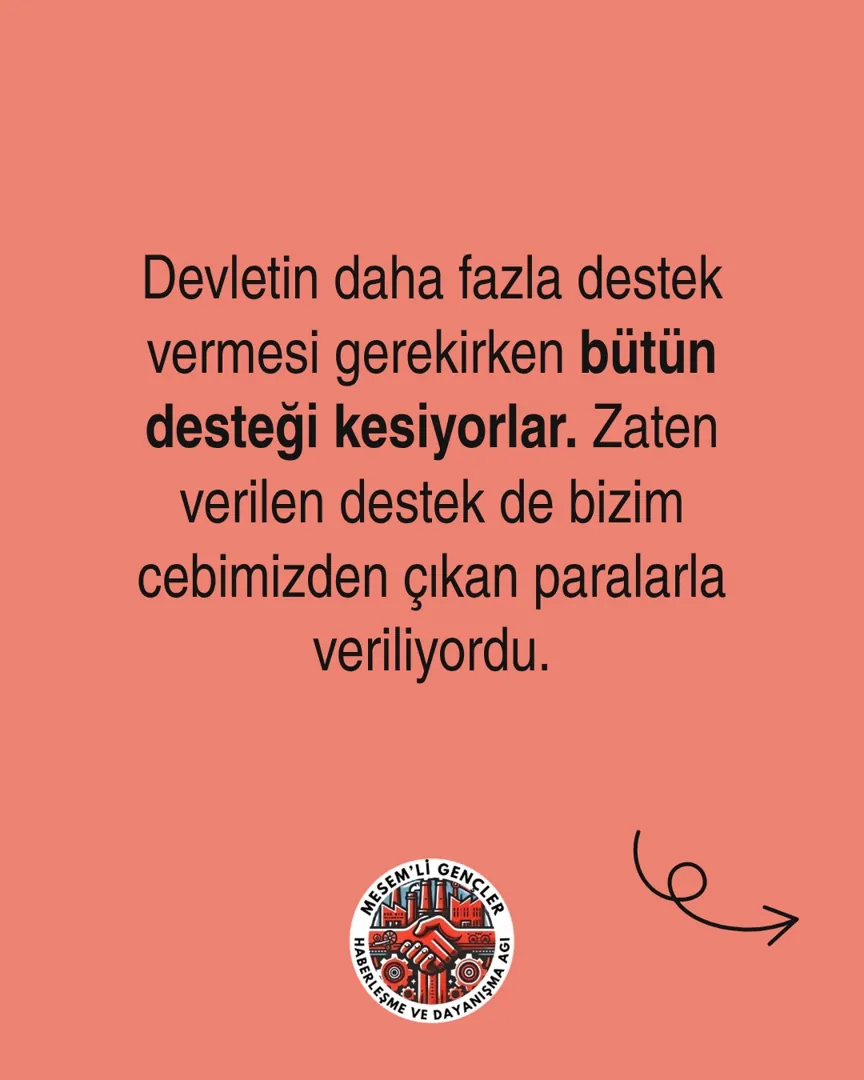 Devletin daha fazla destek
vermesi gerekirken bütün
desteği kesiyorlar. Zaten
verilen destek de bizim
cebimizden çıkan paralarla
veriliyordu.
MESEM'Lİ GENÇLER
HABERLEŞME VE DAYANIŞMA AGI